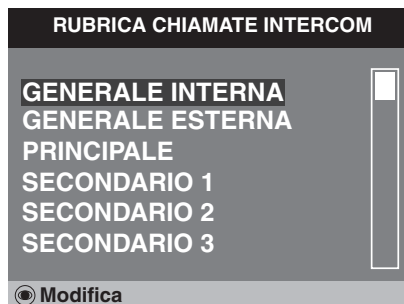 RUBRICA CHIAMATE INTERCOM
GENERALE INTERNA
GENERALE ESTERNA
PRINCIPALE
SECONDARIO 1
SECONDARIO 2
SECONDARIO 3
Modifica